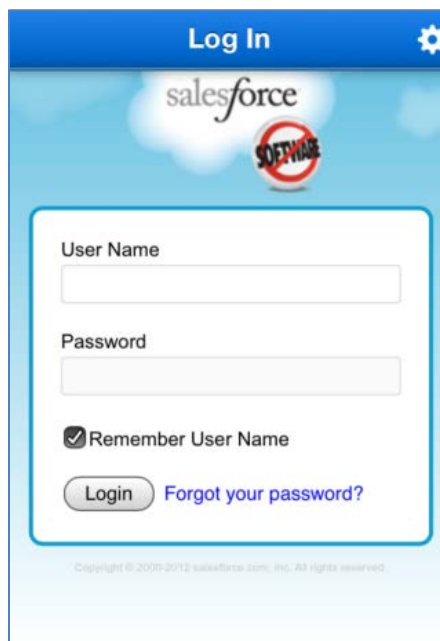 Log In
salesforce
SOFTWARE
User Name
Password
Remember User Name
Login Forgot your password?
Copyright © 2000-2012 salesforce.com, inc. All rights reserved.